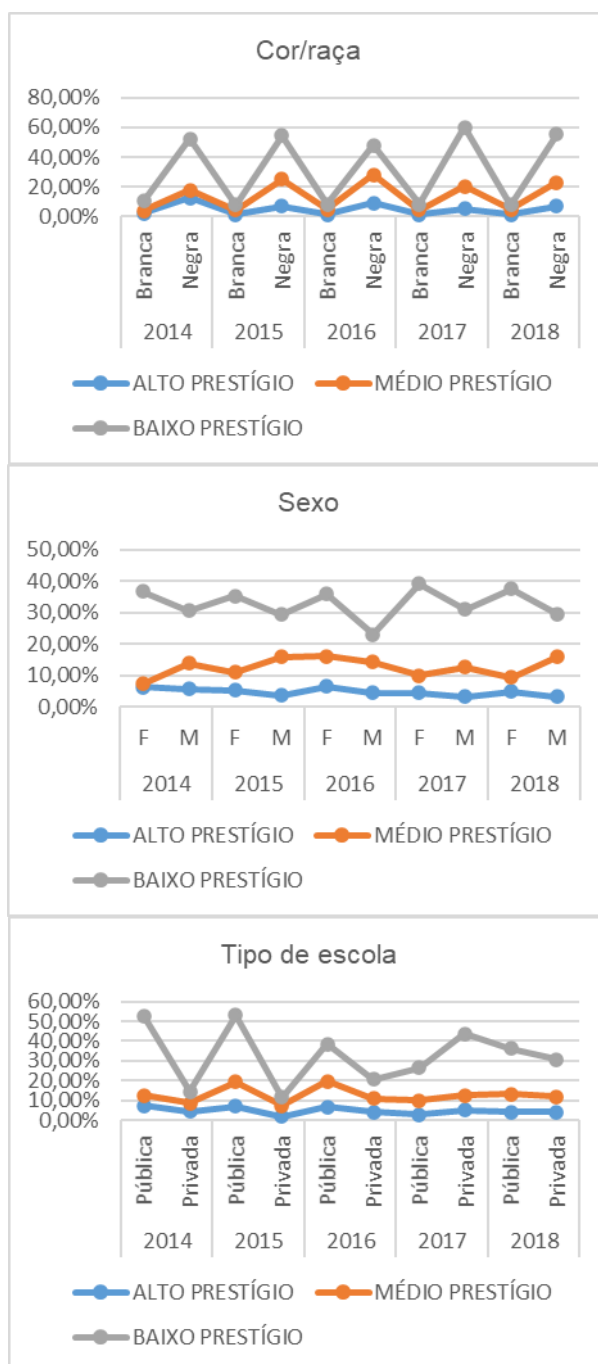 Cor/raça
80,00%
60,00%
40,00%
20,00%
0,00%
Branca Negra Branca Negra Branca Negra Branca Negra Branca Negra
2014 2015 2016 2017 2018
ALTO PRESTÍGIO MÉDIO PRESTÍGIO
BAIXO PRESTÍGIO
Sexo
50,00%
40,00%
30,00%
20,00%
10,00%
0,00%
F M F M F M F M F M
2014 2015 2016 2017 2018
ALTO PRESTÍGIO MÉDIO PRESTÍGIO
BAIXO PRESTÍGIO
Tipo de escola
60,00%
50,00%
40,00%
30,00%
20,00%
10,00%
0,00%
Pública Privada Pública Privada Pública Privada Pública Privada Pública Privada
2014 2015 2016 2017 2018
ALTO PRESTÍGIO MÉDIO PRESTÍGIO
BAIXO PRESTÍGIO